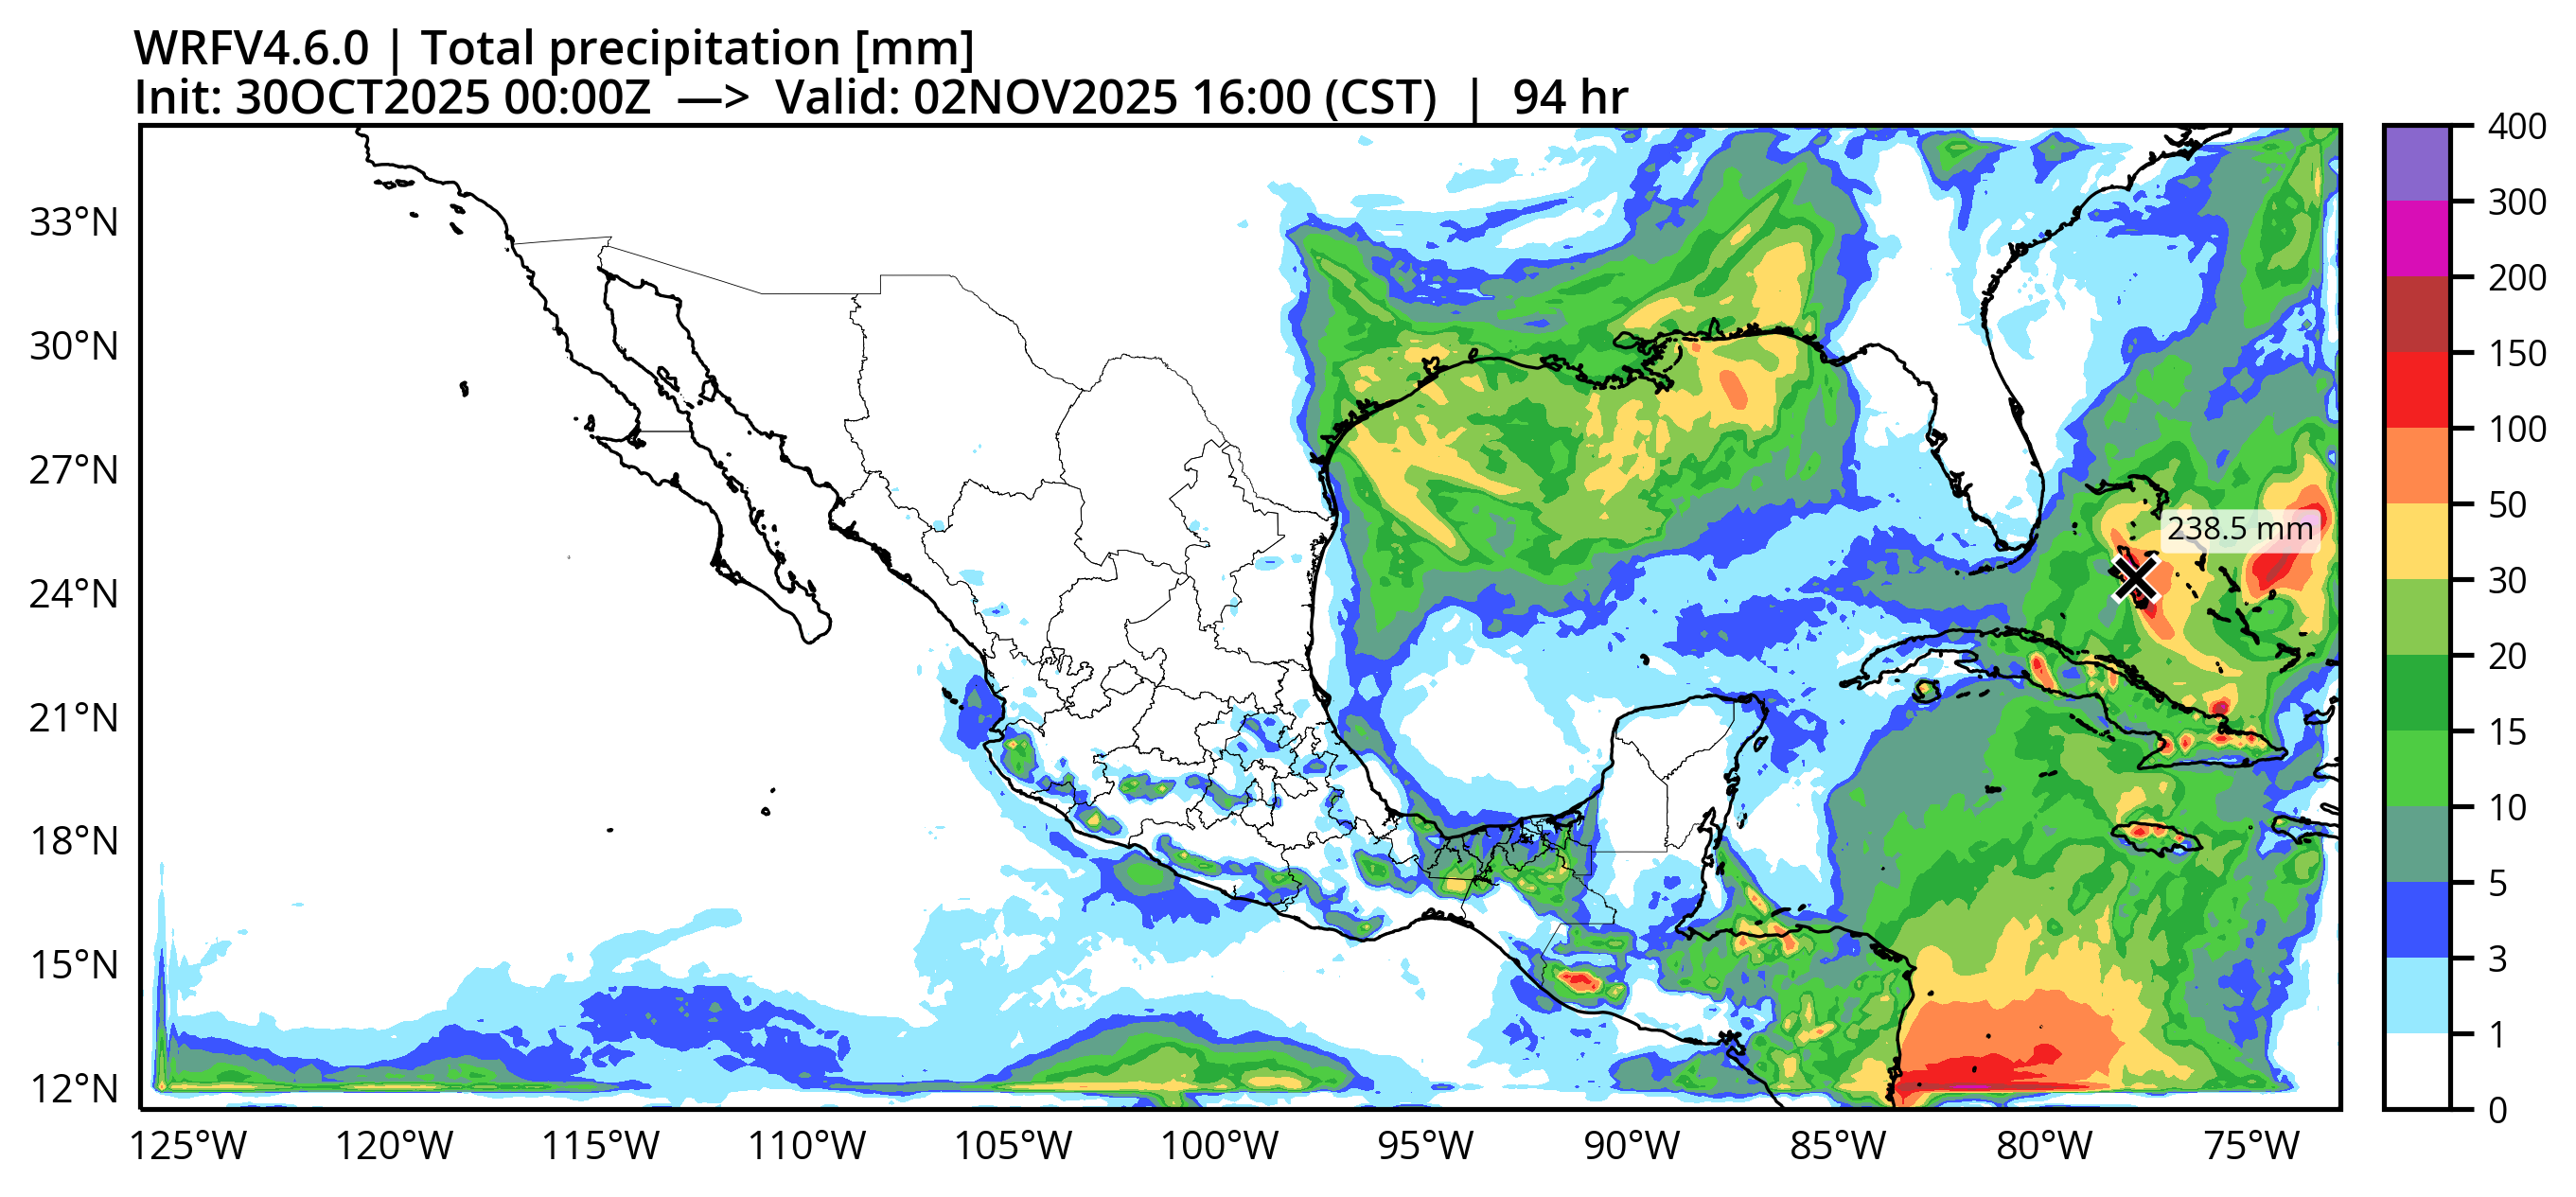 WRFV4.6.0 | Total precipitation [mm]
Init: 30OCT2025 00:00Z —> Valid: 02NOV2025 16:00 (CST) | 94 hr
33°N
30°N
27°N
24°N
21°N
18°N
15°N
12°N
125°W 120°W 115°W 110°W 105°W 100°W 95°W 90°W 85°W 80°W 75°W
238.5 mm
400
300
200
150
100
50
30
20
15
10
5
3
1
0